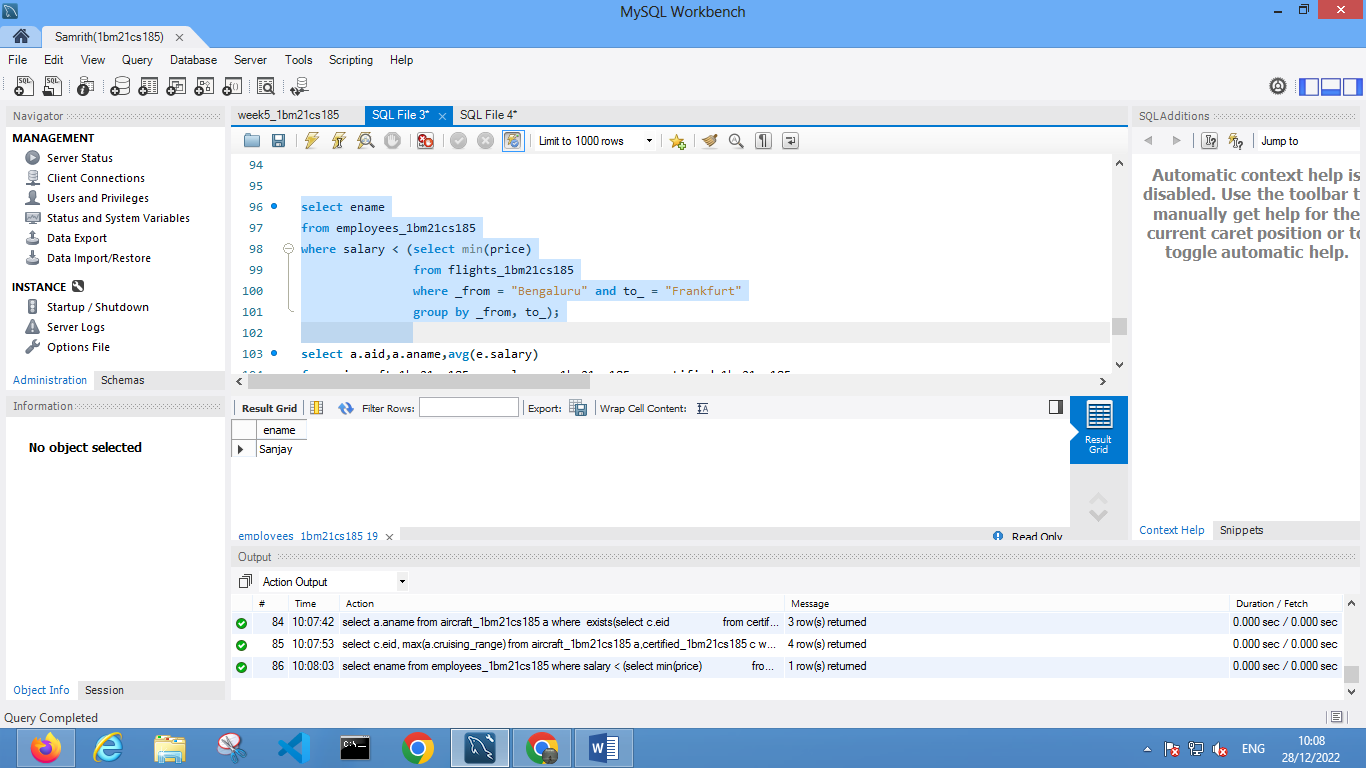 MySQL Workbench
Samrith(1bm21cs185)
File Edit View Query Database Server Tools Scripting Help
Navigator
MANAGEMENT
Server Status
Client Connections
Users and Privileges
Status and System Variables
Data Export
Data Import/Restore
INSTANCE
Startup / Shutdown
Server Logs
Options File
Administration Schemas
Information
No object selected
Object Info Session
week5_1bm21cs185 SQL File 3* SQL File 4*
Limit to 1000 rows
94
95
96 select ename
97 from employees_1bm21cs185
98 where salary < (select min(price)
99 from flights_1bm21cs185
100 where _from = "Bengaluru" and to_ = "Frankfurt"
101 group by _from, to_);
102
103 select a.aid,a.aname,avg(e.salary)
Result Grid Filter Rows: Export: Wrap Cell Content:
ename
Sanjay
Result
Grid
employees_1bm21cs185 19
Read Only
SQLAdditions
Jump to
Automatic context help is
disabled. Use the toolbar t
manually get help for the
current caret position or to
toggle automatic help.
Context Help Snippets
Output
Action Output
# Time Action Message Duration / Fetch
84 10:07:42 select a.aname from aircraft_1bm21cs185 a where exists(select c.eid from certif... 3 row(s) returned 0.000 sec / 0.000 sec
85 10:07:53 select c.eid, max(a.cruising_range) from aircraft_1bm21cs185 a,certified_1bm21cs185 c w... 4 row(s) returned 0.000 sec / 0.000 sec
86 10:08:03 select ename from employees_1bm21cs185 where salary < (select min(price) fro... 1 row(s) returned 0.000 sec / 0.000 sec
Query Completed
ENG
10:08
28/12/2022